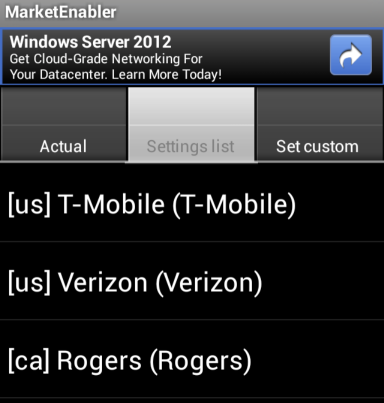 MarketEnabler
Windows Server 2012
Get Cloud-Grade Networking For
Your Datacenter. Learn More Today!
Actual
Settings list
Set custom
[us] T-Mobile (T-Mobile)
[us] Verizon (Verizon)
[ca] Rogers (Rogers)